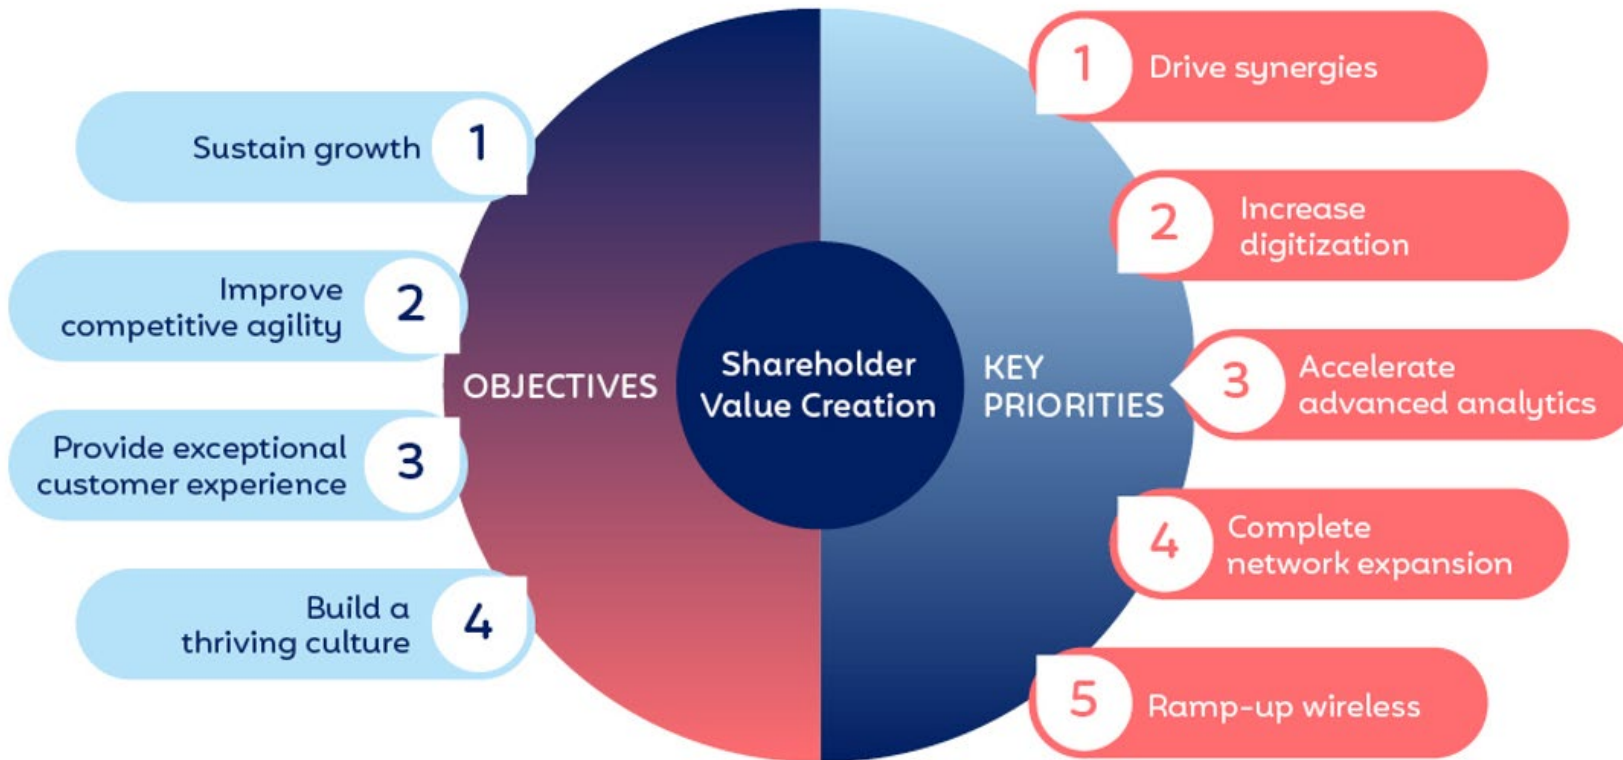 OBJECTIVES
1
Sustain growth
2
Improve
competitive agility
3
Provide exceptional
customer experience
4
Build a
thriving culture
Shareholder
Value Creation
KEY
PRIORITIES
1
Drive synergies
2
Increase
digitization
3
Accelerate
advanced analytics
4
Complete
network expansion
5
Ramp-up wireless